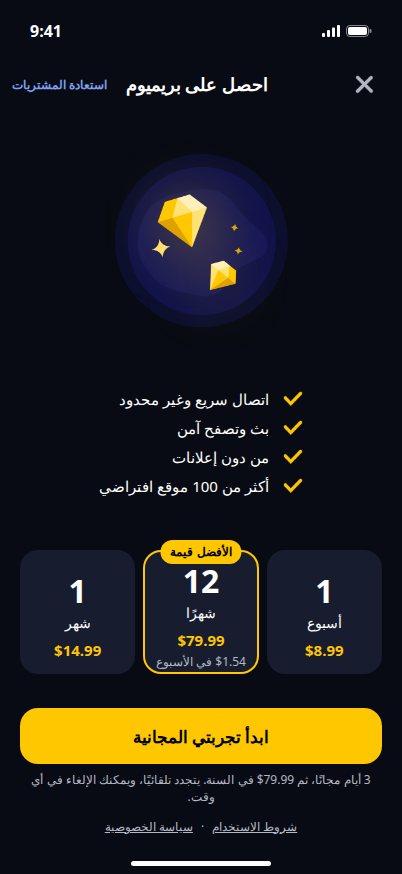 9:41
احصل على بريميوم
استعادة المشتريات
اتصال سريع وغير محدود
بث وتصفح آمن
من دون إعلانات
أكثر من 100 موقع افتراضي
1
أسبوع
$8.99
الأفضل قيمة
12
شهرًا
$79.99
$1.54 في الأسبوع
1
شهر
$14.99
ابدأ تجربتي المجانية
3 أيام مجانًا، ثم 79.99$ في السنة. يتجدد تلقائيًا، ويمكنك الإلغاء في أي
وقت.
شروط الاستخدام · سياسة الخصوصية